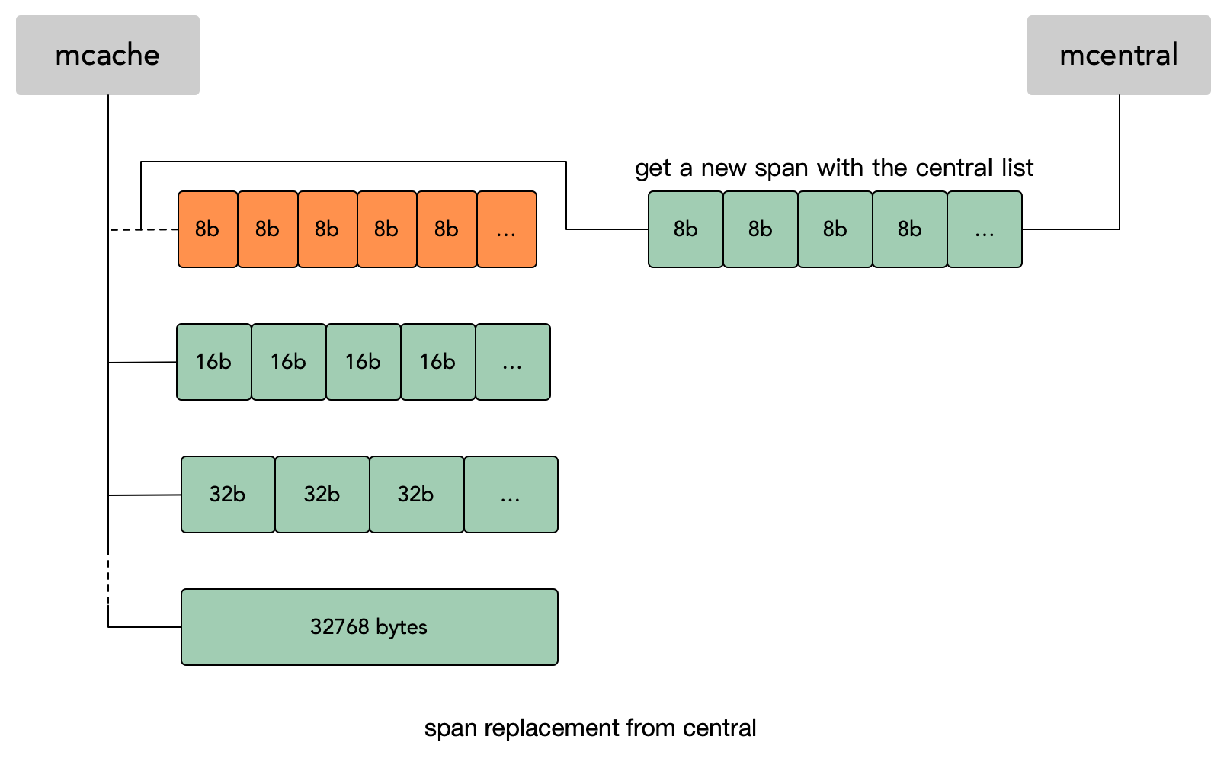 mcache
mcentral
get a new span with the central list
8b 8b 8b 8b 8b ...
8b 8b 8b 8b ...
16b 16b 16b 16b ...
32b 32b 32b ...
32768 bytes
span replacement from central